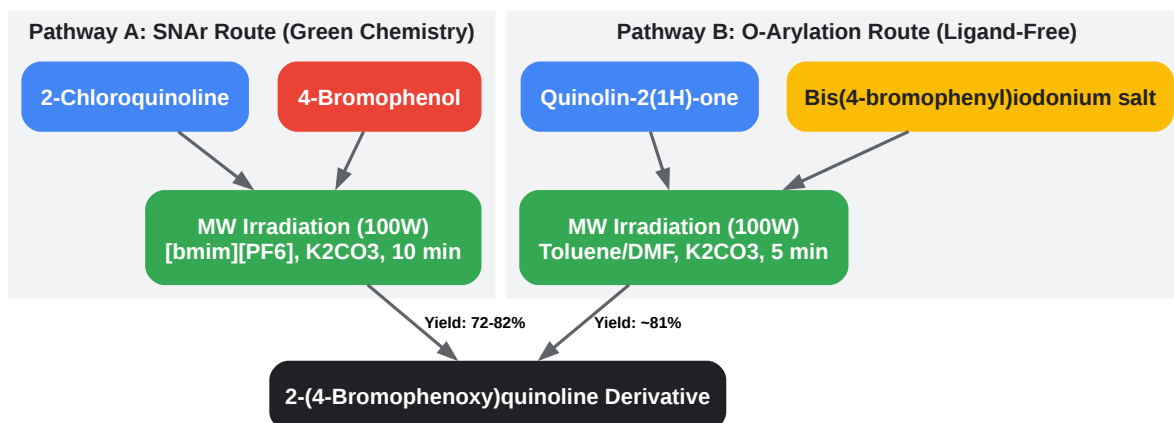 Pathway A: SNAr Route (Green Chemistry)
Pathway B: O-Arylation Route (Ligand-Free)
2-Chloroquinoline
4-Bromophenol
Quinolin-2(1H)-one
Bis(4-bromophenyl)iodonium salt
MW Irradiation (100W)
[bmim][PF6], K2CO3, 10 min
MW Irradiation (100W)
Toluene/DMF, K2CO3, 5 min
Yield: 72-82%
Yield: ~81%
2-(4-Bromophenoxy)quinoline Derivative